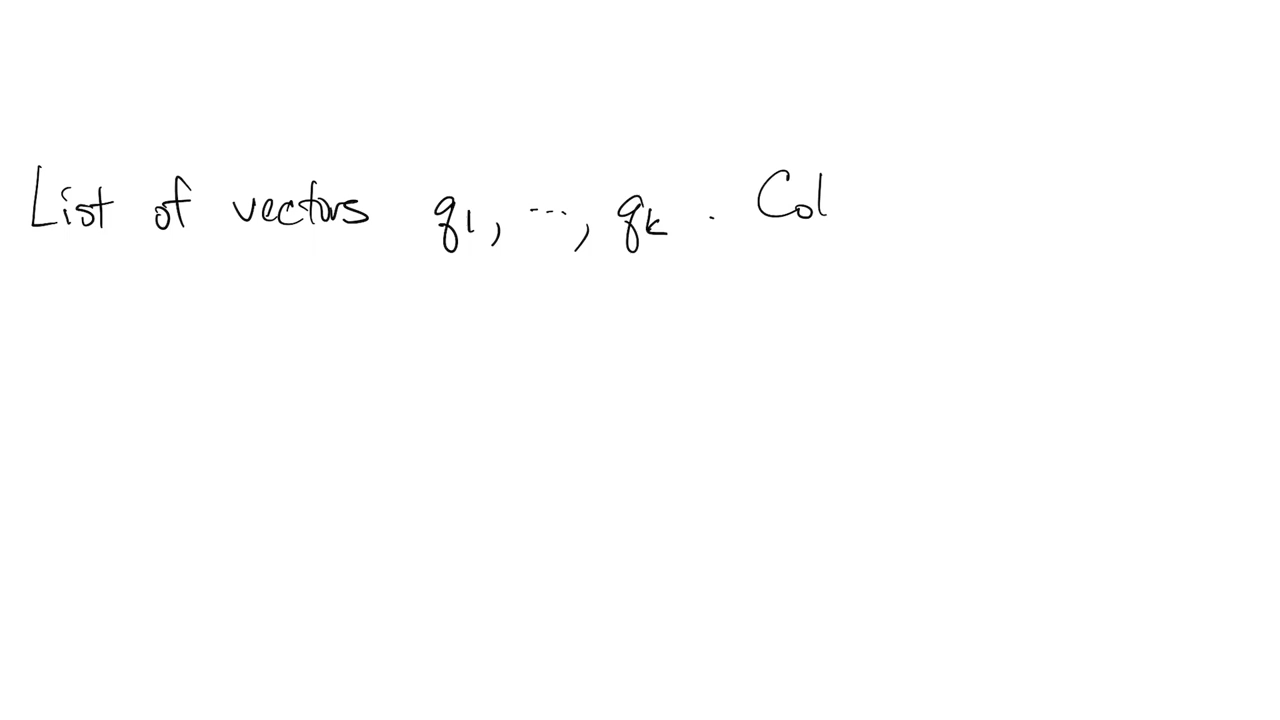 List of vectors q₁, ..., qₖ . Col